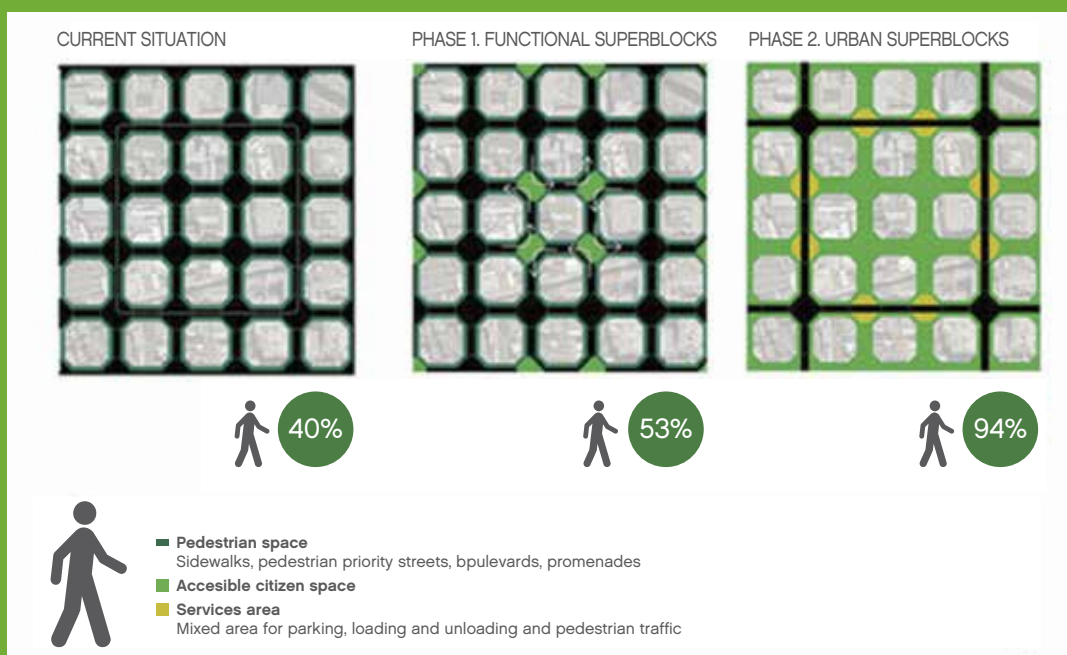 CURRENT SITUATION
PHASE 1. FUNCTIONAL SUPERBLOCKS
PHASE 2. URBAN SUPERBLOCKS
40%
53%
94%
Pedestrian space
Sidewalks, pedestrian priority streets, bpulevards, promenades
Accesible citizen space
Services area
Mixed area for parking, loading and unloading and pedestrian traffic